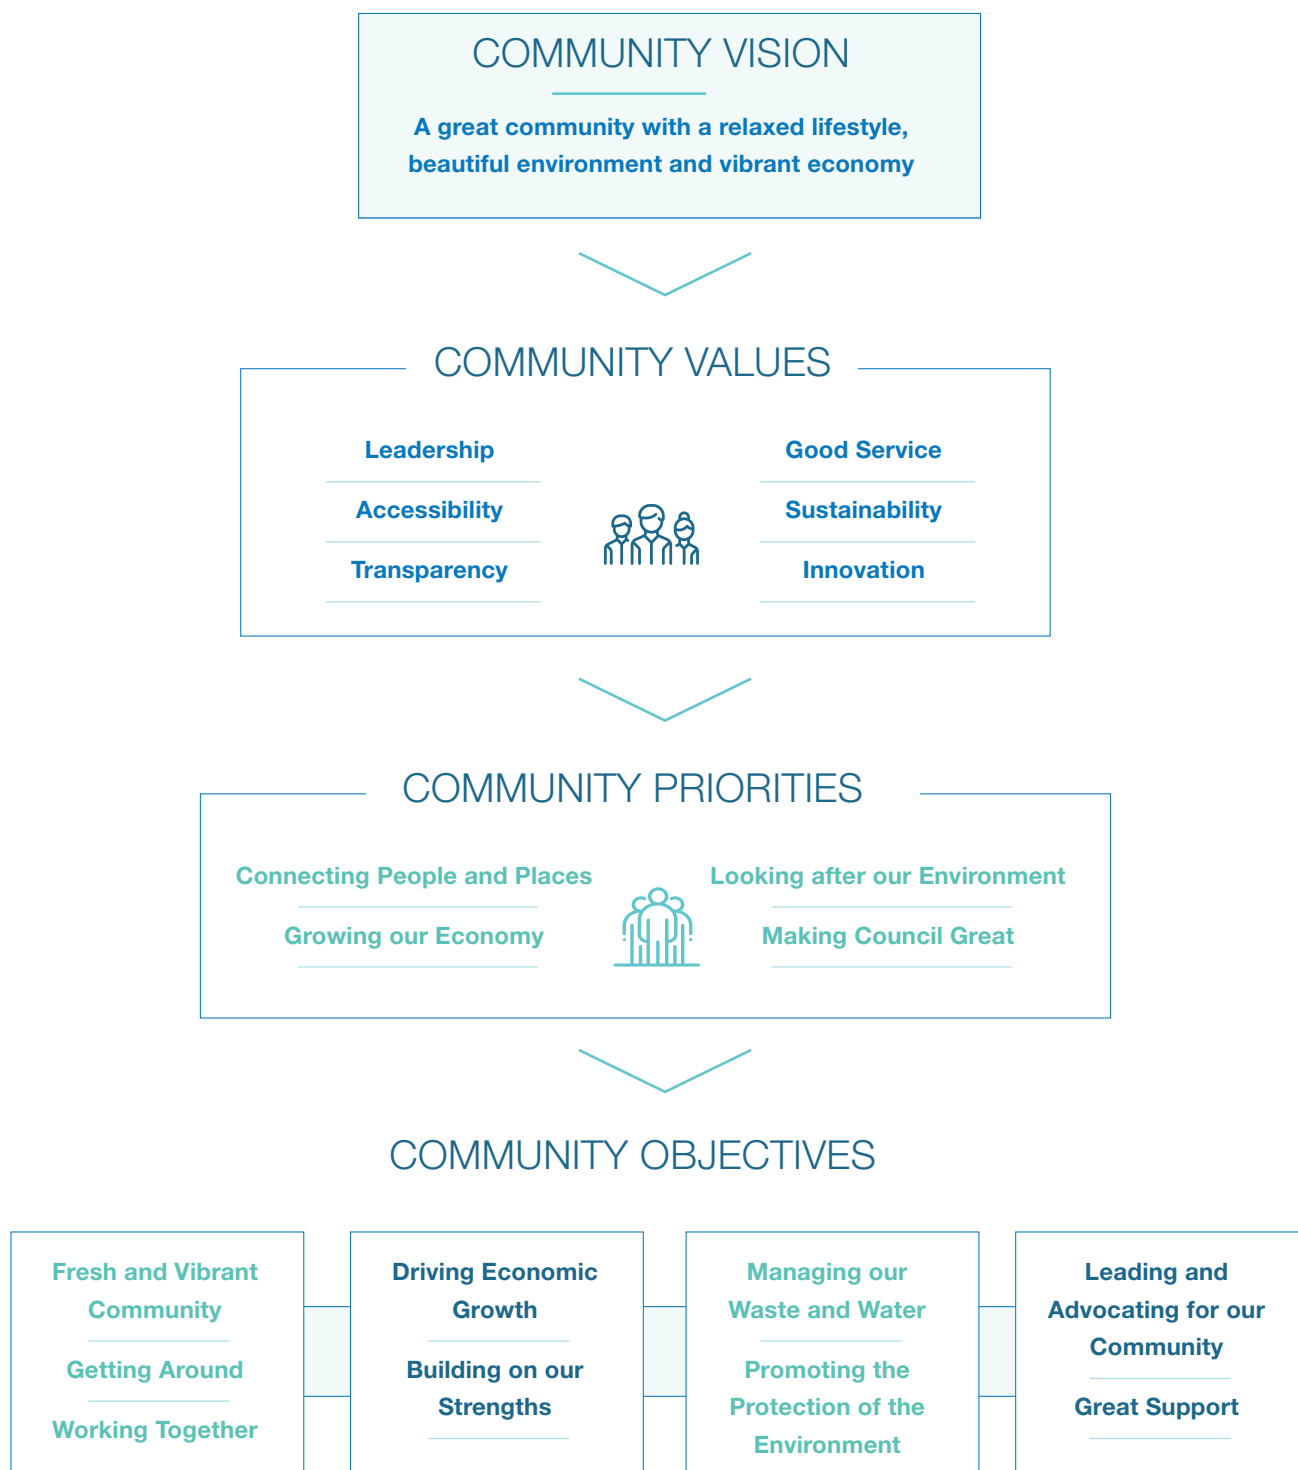 COMMUNITY VISION
A great community with a relaxed lifestyle,
beautiful environment and vibrant economy
COMMUNITY VALUES
Leadership
Accessibility
Transparency
Good Service
Sustainability
Innovation
COMMUNITY PRIORITIES
Connecting People and Places
Growing our Economy
Looking after our Environment
Making Council Great
COMMUNITY OBJECTIVES
Fresh and Vibrant
Community
Getting Around
Working Together
Driving Economic
Growth
Building on our
Strengths
Managing our
Waste and Water
Promoting the
Protection of the
Environment
Leading and
Advocating for our
Community
Great Support